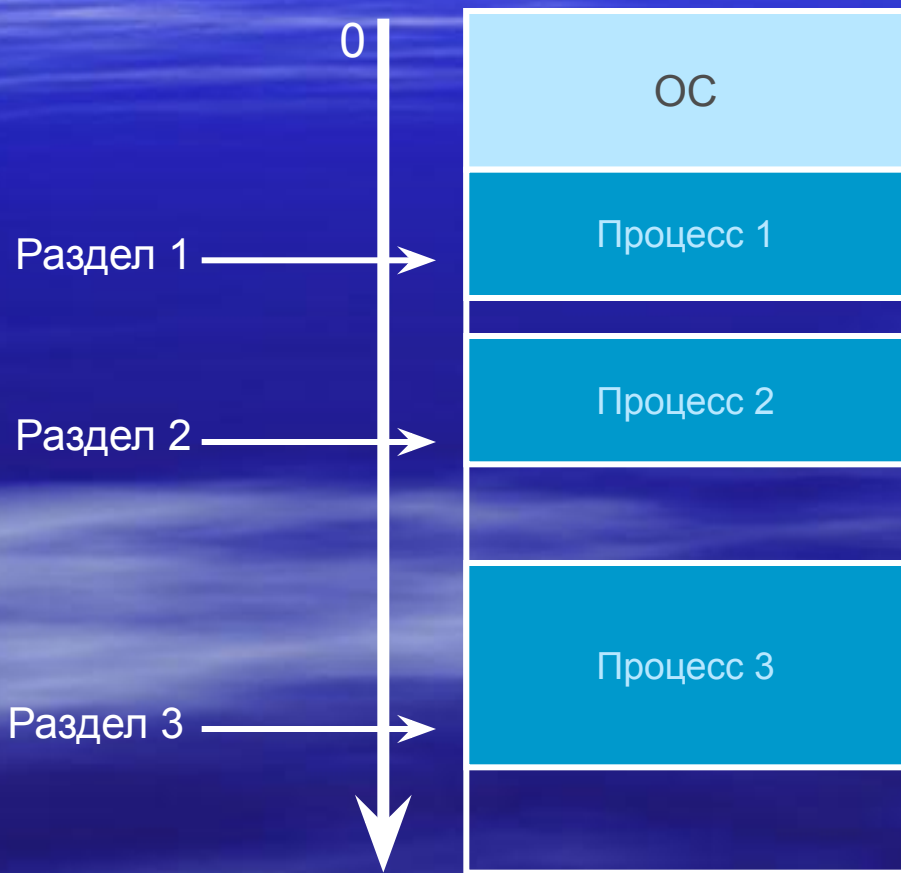 0
ОС
Процесс 1
Раздел 1
Процесс 2
Раздел 2
Процесс 3
Раздел 3